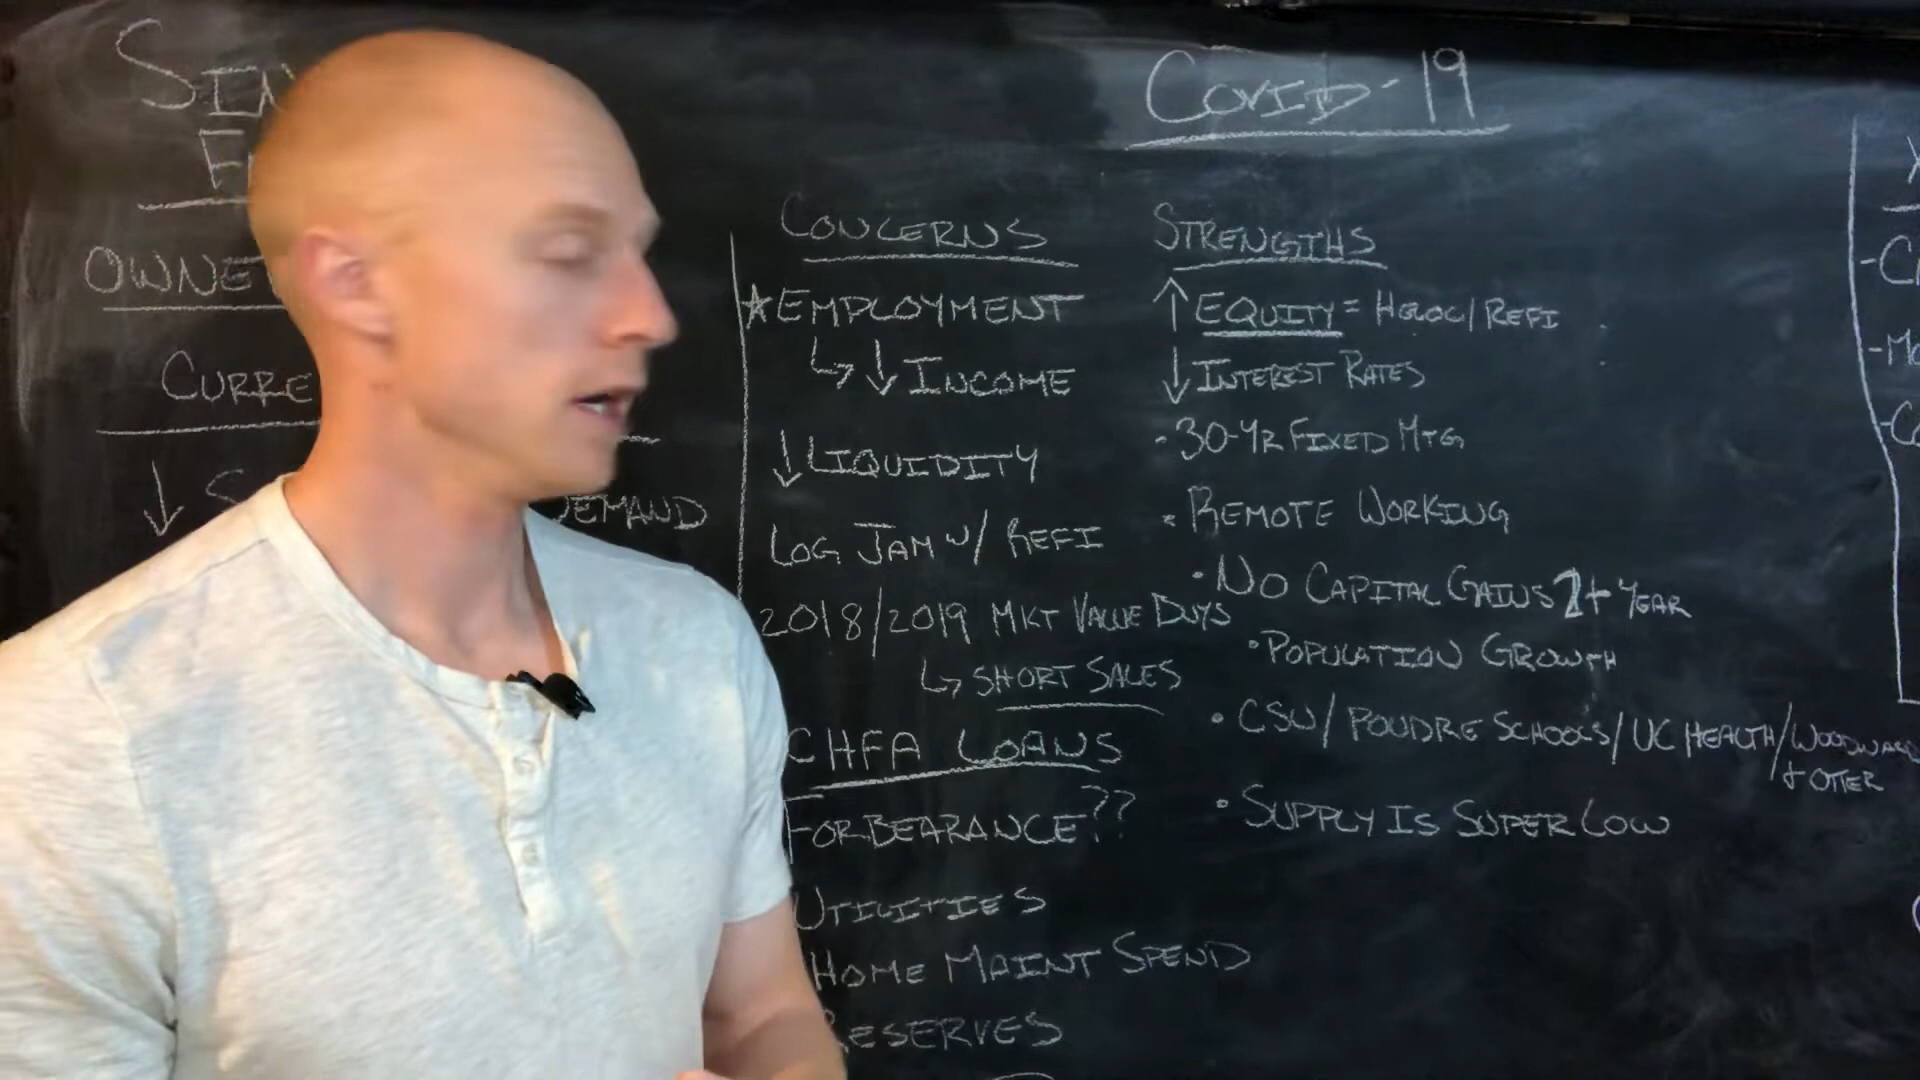 COVID-19
CONCERNS
★EMPLOYMENT
↳ ↓ INCOME
↓ LIQUIDITY
LOG JAM W/ REFI
2018/2019 MKT VALUE BUYS
↳ SHORT SALES
CHFA LOANS
FORBEARANCE??
UTILITIES
HOME MAINT SPEND
RESERVES
STRENGTHS
↑ EQUITY = HELOC/REFI
↓ INTEREST RATES
- 30-YR FIXED MTG
• REMOTE WORKING
• NO CAPITAL GAINS 2+ YEAR
• POPULATION GROWTH
• CSU/POUDRE SCHOOLS/UC HEALTH/WOODWARD
& OTTER
• SUPPLY IS SUPER LOW
OWNE
CURRE
↓ S
DEMAND